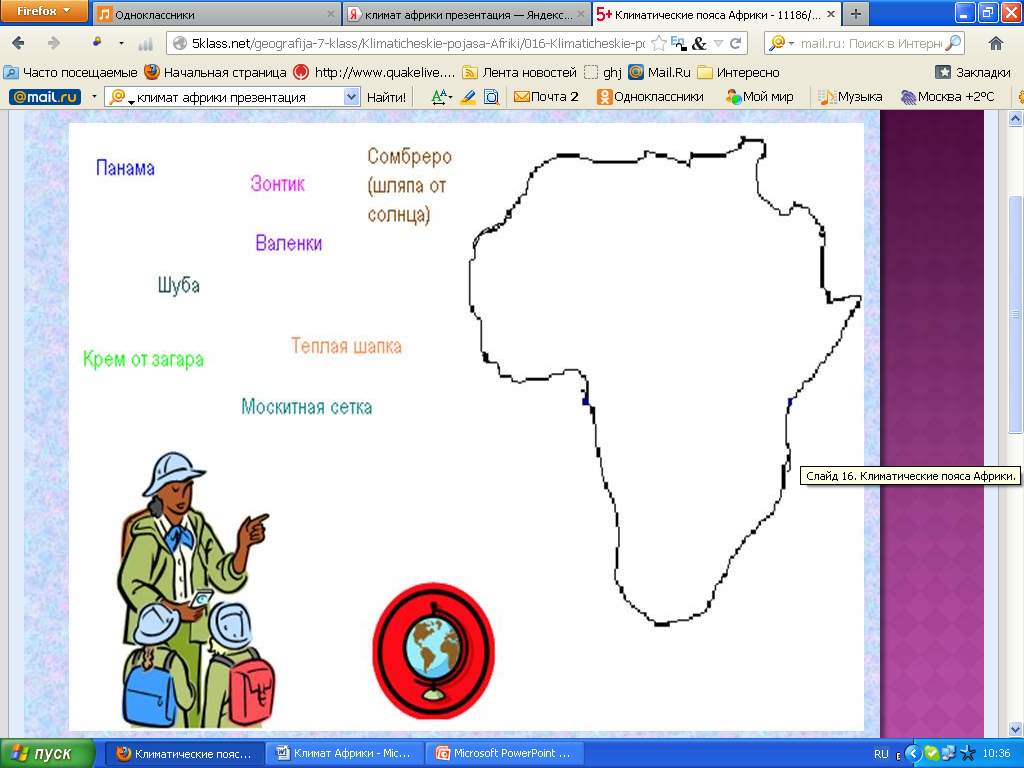 Firefox
Одноклассники
климат африки презентация — Яндекс...
5+ Климатические пояса Африки - 11186/...
5klass.net/geografija-7-klass/Klimaticheskie-pojasa-Afriki/016-Klimaticheskie-po
mail.ru: Поиск в Интерн
Часто посещаемые
Начальная страница
http://www.quakelive....
Лента новостей
ghj
Mail.Ru
Интересно
Закладки
@mail.ru
климат африки презентация
Найти!
Почта 2
Одноклассники
Мой мир
Музыка
Москва +2°C
Панама
Зонтик
Сомбреро
(шляпа от
солнца)
Валенки
Шуба
Теплая шапка
Крем от загара
Москитная сетка
Слайд 16. Климатические пояса Африки.
пуск
Климатические пояс...
Климат Африки - Mic...
Microsoft PowerPoint ...
RU
10:36